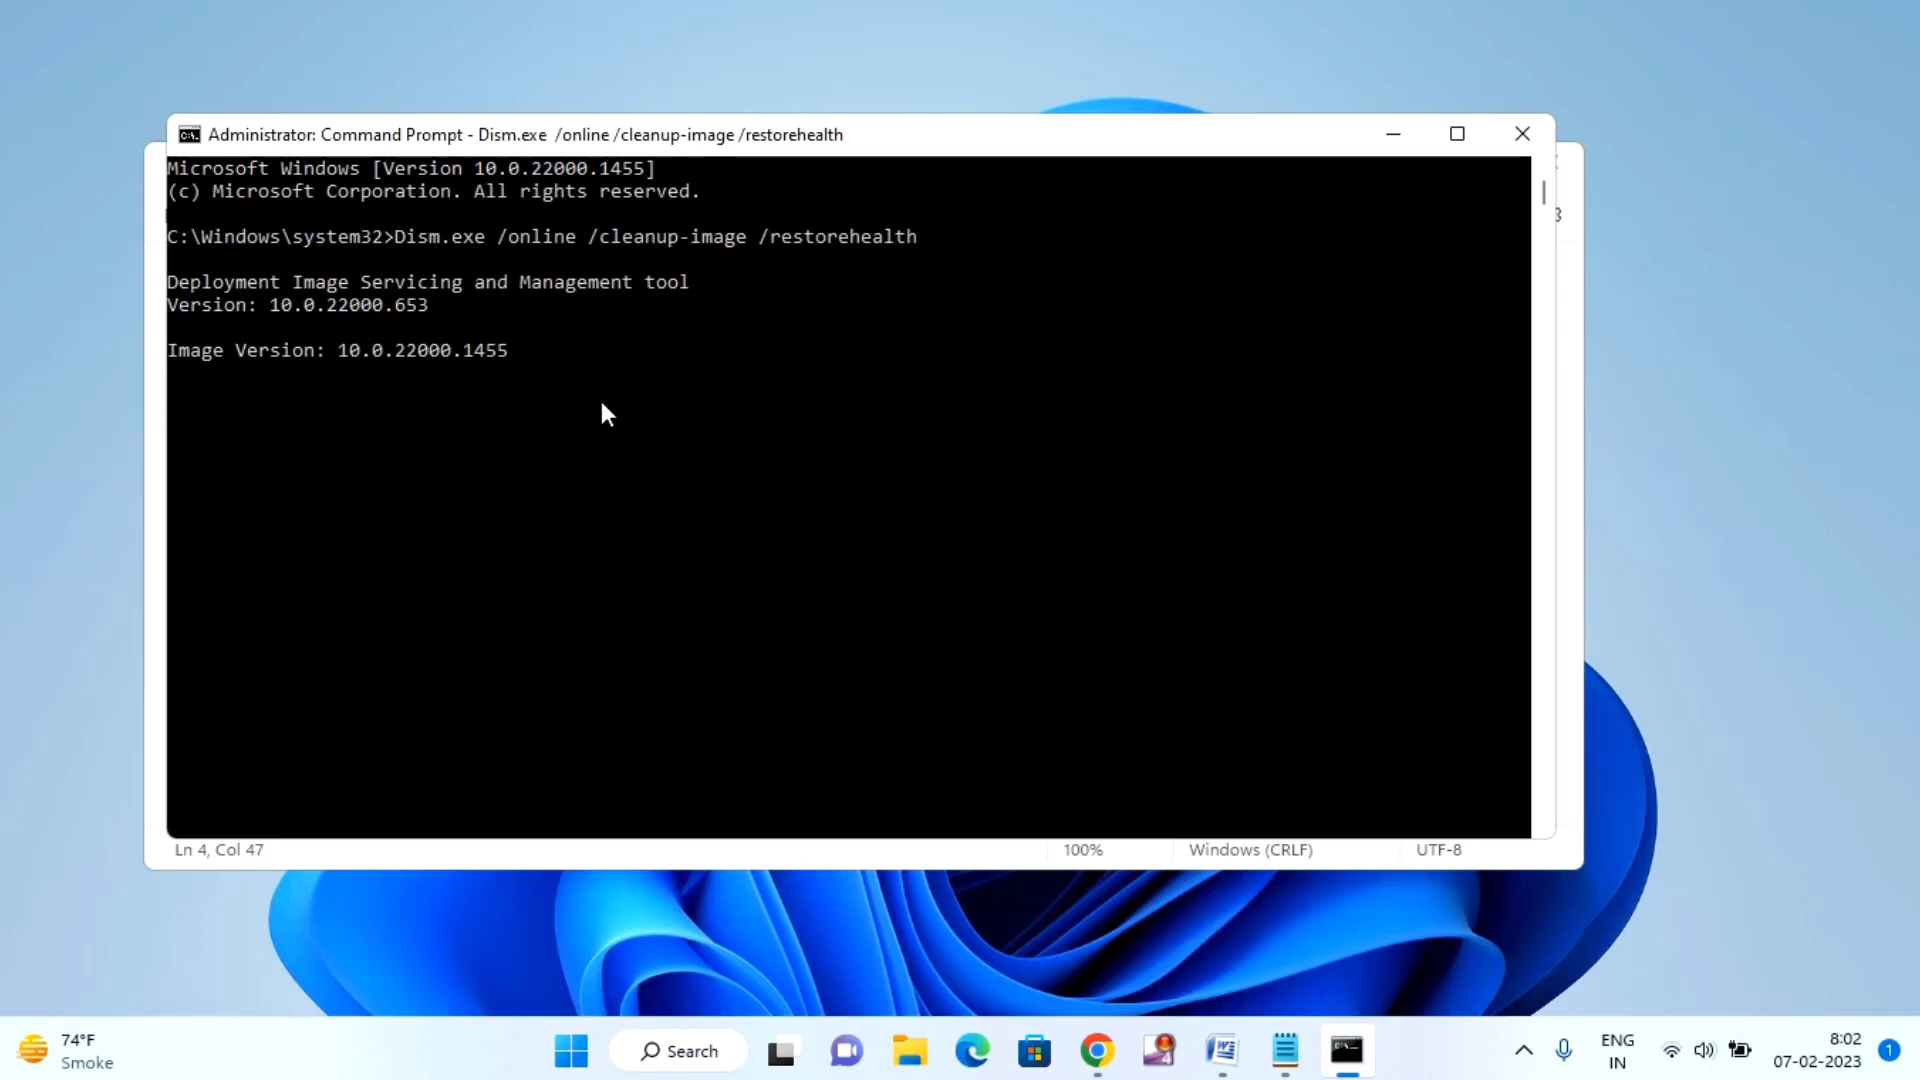 Administrator: Command Prompt - Dism.exe /online /cleanup-image /restorehealth
Microsoft Windows [Version 10.0.22000.1455]
(c) Microsoft Corporation. All rights reserved.
C:\Windows\system32>Dism.exe /online /cleanup-image /restorehealth
Deployment Image Servicing and Management tool
Version: 10.0.22000.653
Image Version: 10.0.22000.1455
Ln 4, Col 47
100%
Windows (CRLF)
UTF-8
74°F
Smoke
Search
ENG
IN
8:02
07-02-2023
1